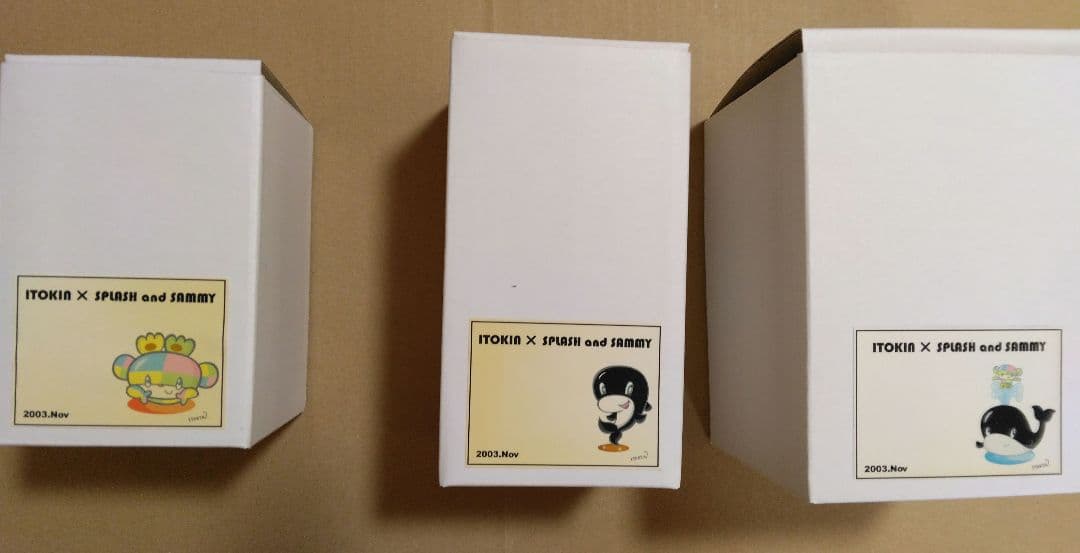 ITOKIN × SPLASH and SAMMY
2003.Nov
ITOKIN × SPLASH and SAMMY
2003.Nov
ITOKIN × SPLASH and SAMMY
2003.Nov